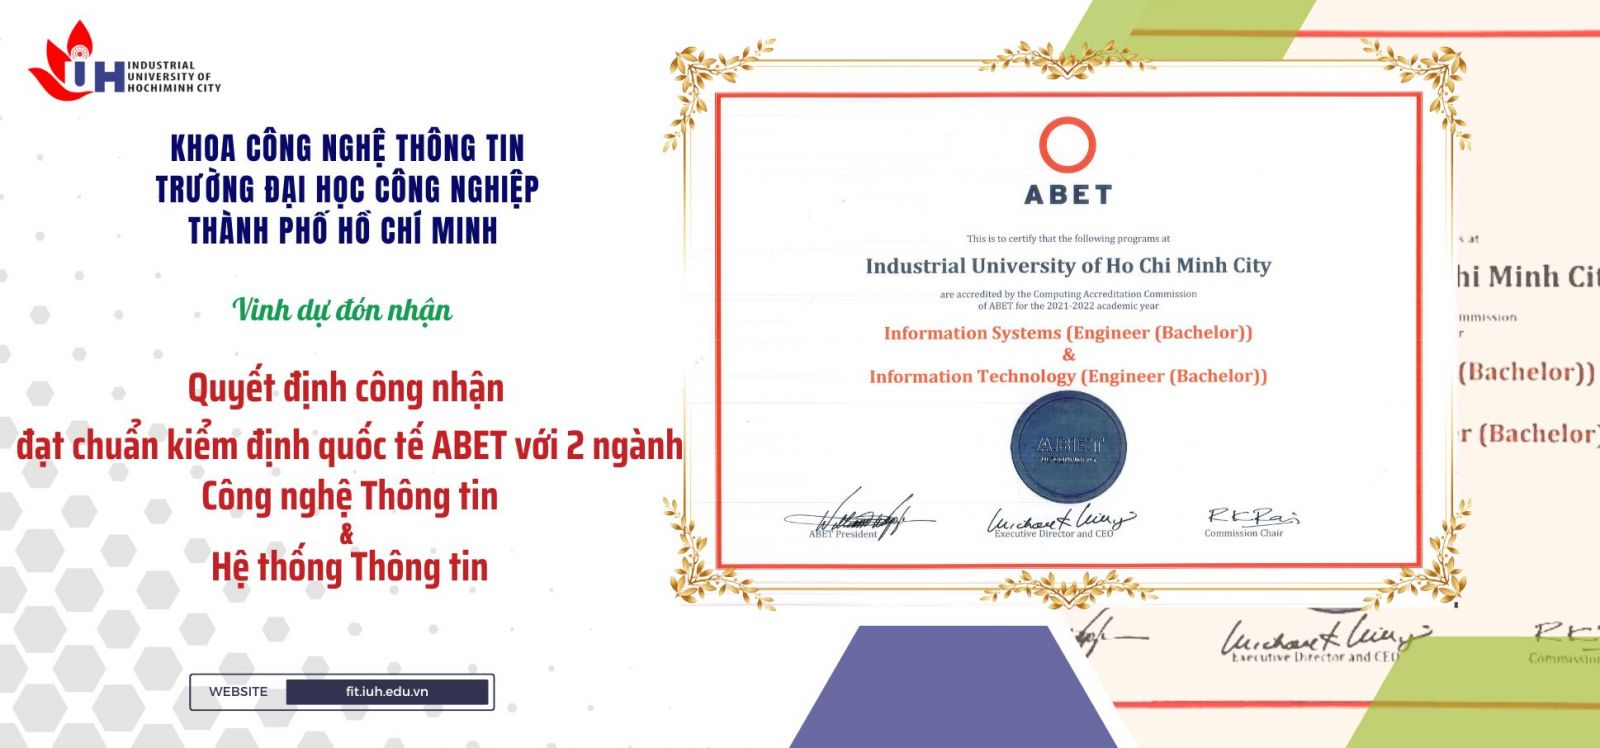 INDUSTRIAL
UNIVERSITY OF
HOCHIMINH CITY
KHOA CÔNG NGHỆ THÔNG TIN
TRƯỜNG ĐẠI HỌC CÔNG NGHIỆP
THÀNH PHỐ HỒ CHÍ MINH
Vinh dự đón nhận
Quyết định công nhận
đạt chuẩn kiểm định quốc tế ABET với 2 ngành
Công nghệ Thông tin
&
Hệ thống Thông tin
WEBSITE fit.iuh.edu.vn
ABET
This is to certify that the following programs at
Industrial University of Ho Chi Minh City
are accredited by the Computing Accreditation Commission
of ABET for the 2021-2022 academic year
Information Systems (Engineer (Bachelor))
&
Information Technology (Engineer (Bachelor))
ABET
ABET President
Executive Director and CEO
Commission Chair
s at
hi Minh Cit
mmission
r
(Bachelor))
r (Bachelor)
Executive Director and CEO
Commission